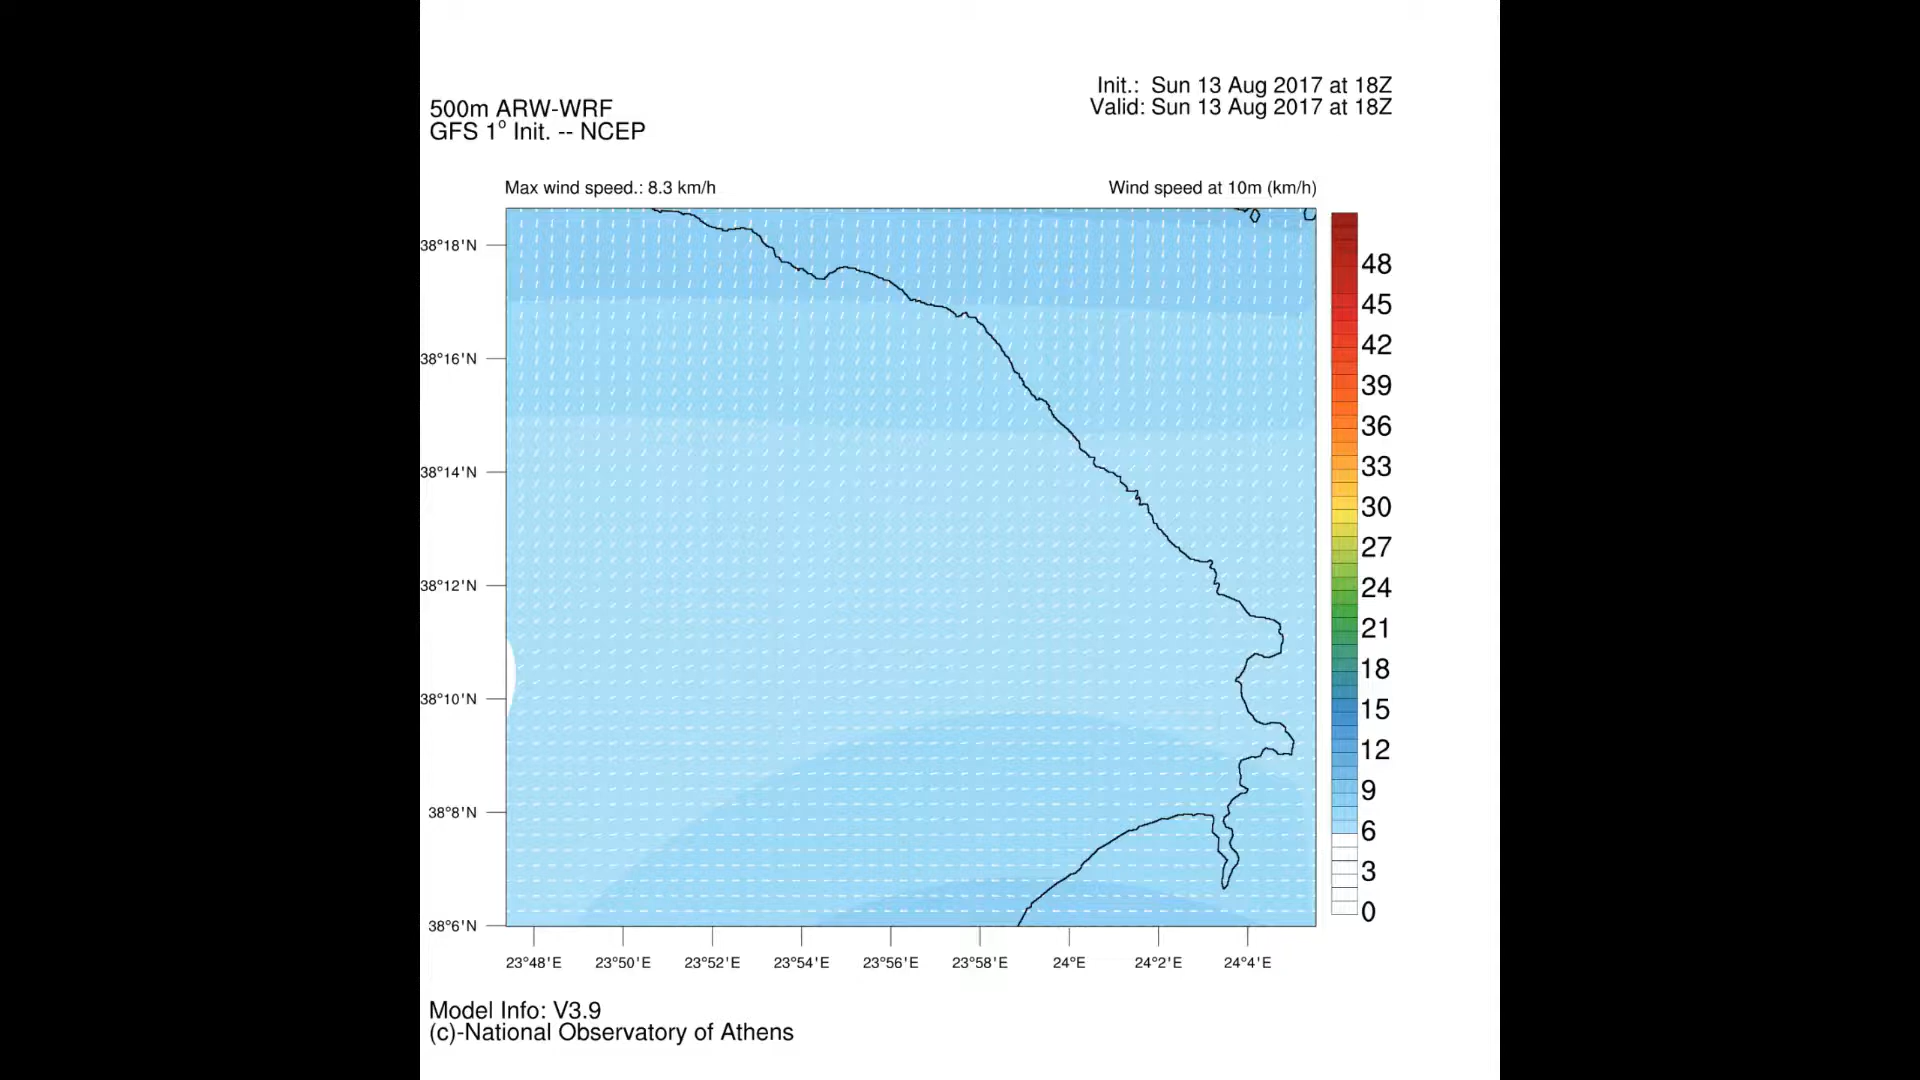 Init.: Sun 13 Aug 2017 at 18Z
Valid: Sun 13 Aug 2017 at 18Z
500m ARW-WRF
GFS 1° Init. -- NCEP
Max wind speed.: 8.3 km/h
Wind speed at 10m (km/h)
38°18'N
38°16'N
38°14'N
38°12'N
38°10'N
38°8'N
38°6'N
48
45
42
39
36
33
30
27
24
21
18
15
12
9
6
3
0
23°48'E 23°50'E 23°52'E 23°54'E 23°56'E 23°58'E 24°E 24°2'E 24°4'E
Model Info: V3.9
(c)-National Observatory of Athens